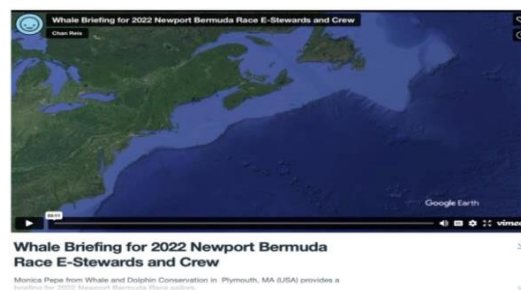 Whale Briefing for 2022 Newport Bermuda Race E-Stewards and Crew
Chan Reix
Google Earth
vimeo
Whale Briefing for 2022 Newport Bermuda
Race E-Stewards and Crew
Monica Pepe from Whale and Dolphin Conservation in Plymouth, MA (USA) provides a
briefing for 2022 Newport Bermuda Race sailors